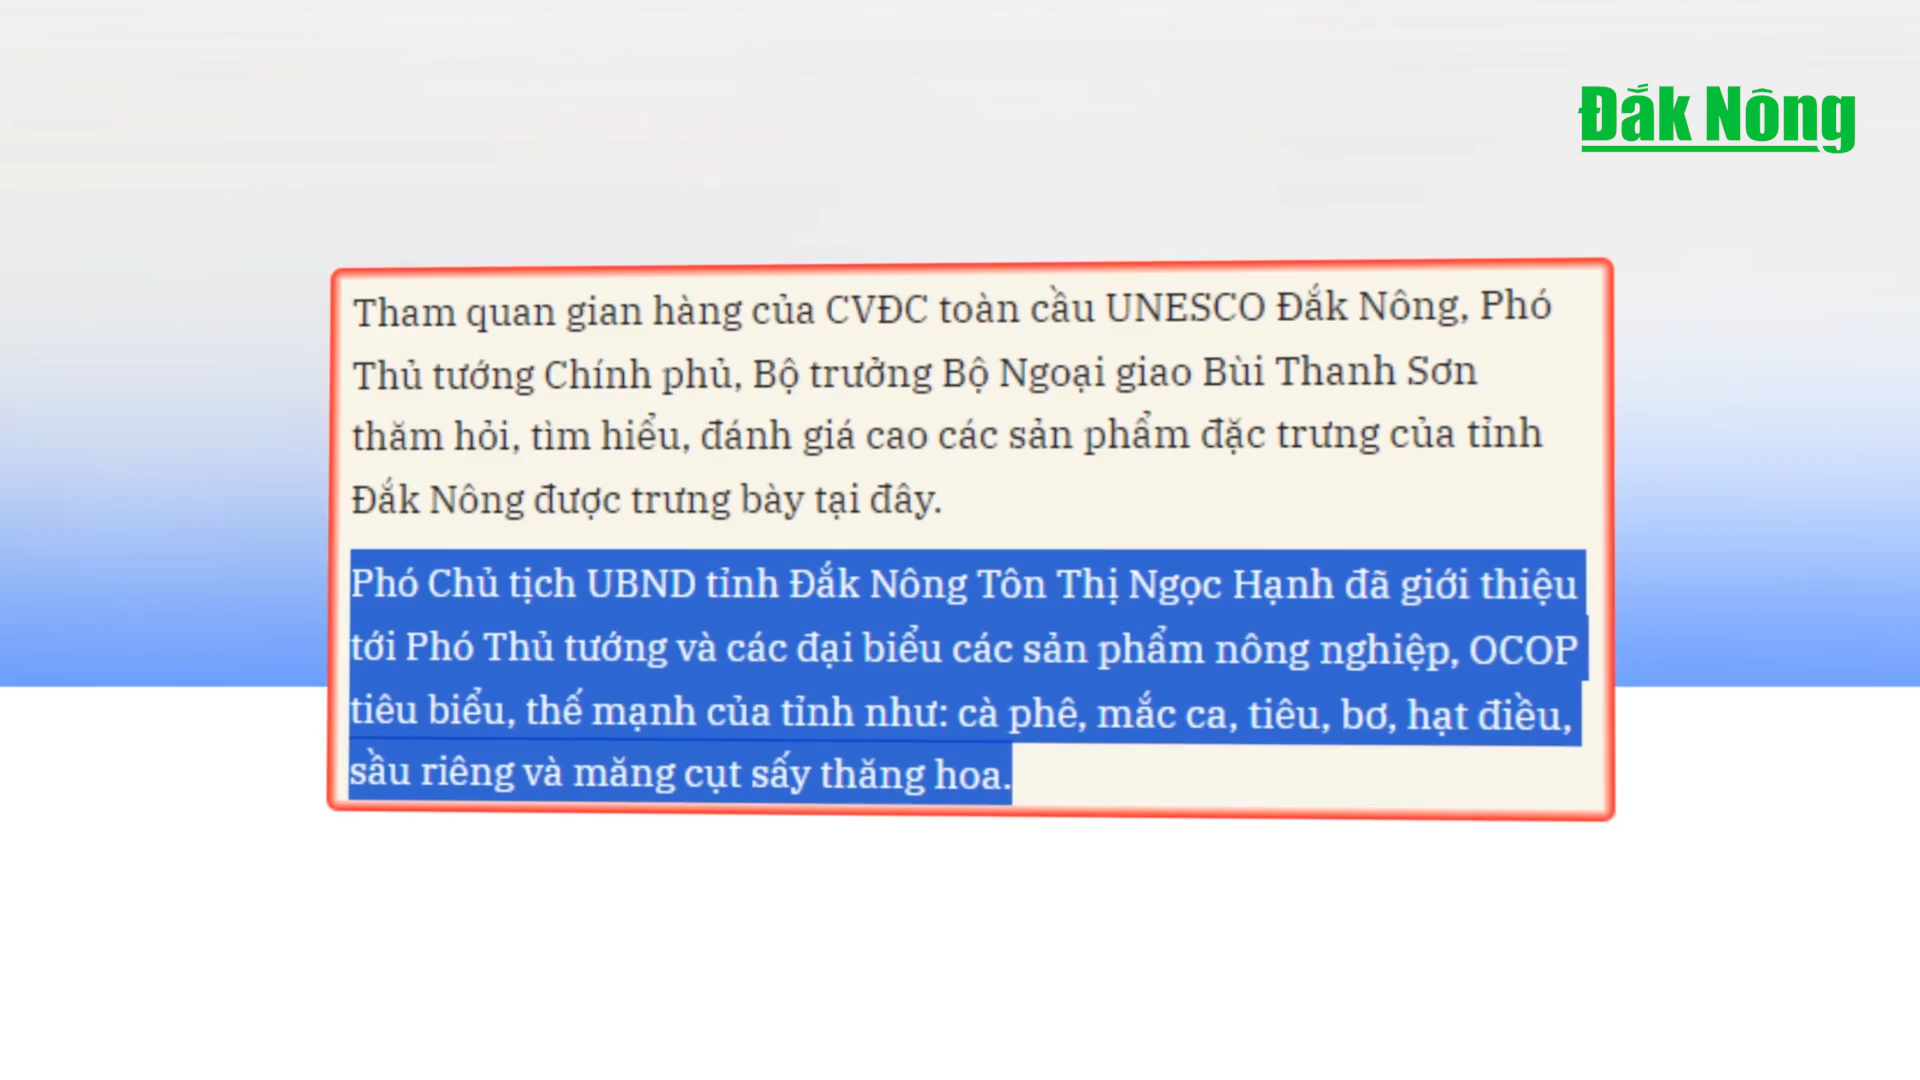 Đắk Nông
Tham quan gian hàng của CVĐC toàn cầu UNESCO Đắk Nông, Phó
Thủ tướng Chính phủ, Bộ trưởng Bộ Ngoại giao Bùi Thanh Sơn
thăm hỏi, tìm hiểu, đánh giá cao các sản phẩm đặc trưng của tỉnh
Đắk Nông được trưng bày tại đây.
Phó Chủ tịch UBND tỉnh Đắk Nông Tôn Thị Ngọc Hạnh đã giới thiệu
tới Phó Thủ tướng và các đại biểu các sản phẩm nông nghiệp, OCOP
tiêu biểu, thế mạnh của tỉnh như: cà phê, mắc ca, tiêu, bơ, hạt điều,
sầu riêng và măng cụt sấy thăng hoa.